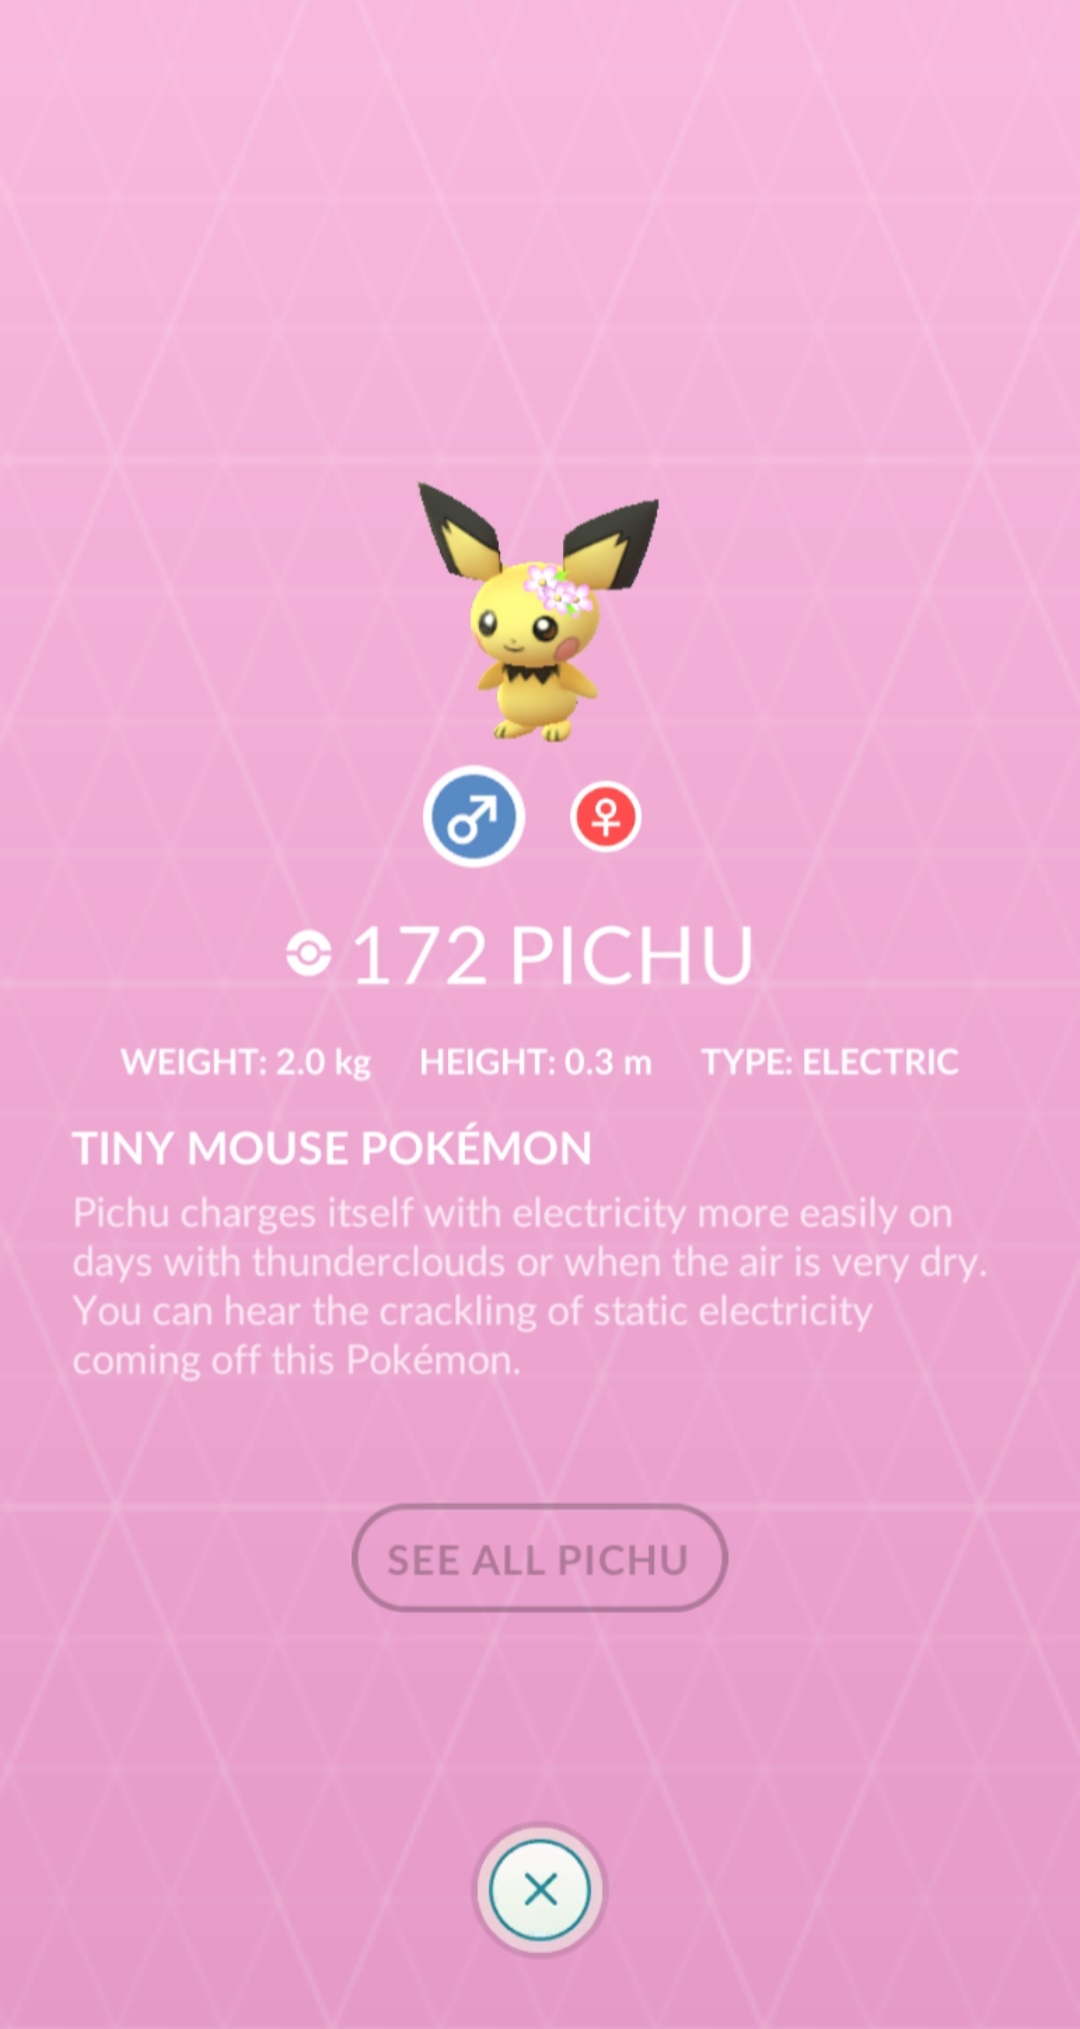 172 PICHU
WEIGHT: 2.0 kg HEIGHT: 0.3 m TYPE: ELECTRIC
TINY MOUSE POKÉMON
Pichu charges itself with electricity more easily on
days with thunderclouds or when the air is very dry.
You can hear the crackling of static electricity
coming off this Pokémon.
SEE ALL PICHU